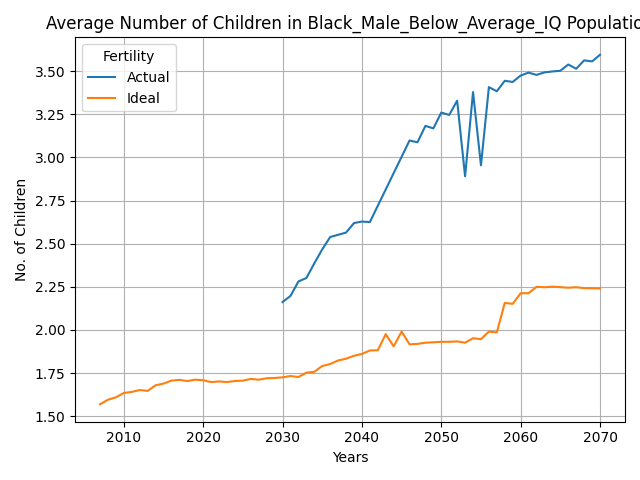 Average Number of Children in Black_Male_Below_Average_IQ Populatio
Fertility
Actual
Ideal
No. of Children
3.50
3.25
3.00
2.75
2.50
2.25
2.00
1.75
1.50
2010 2020 2030 2040 2050 2060 2070
Years